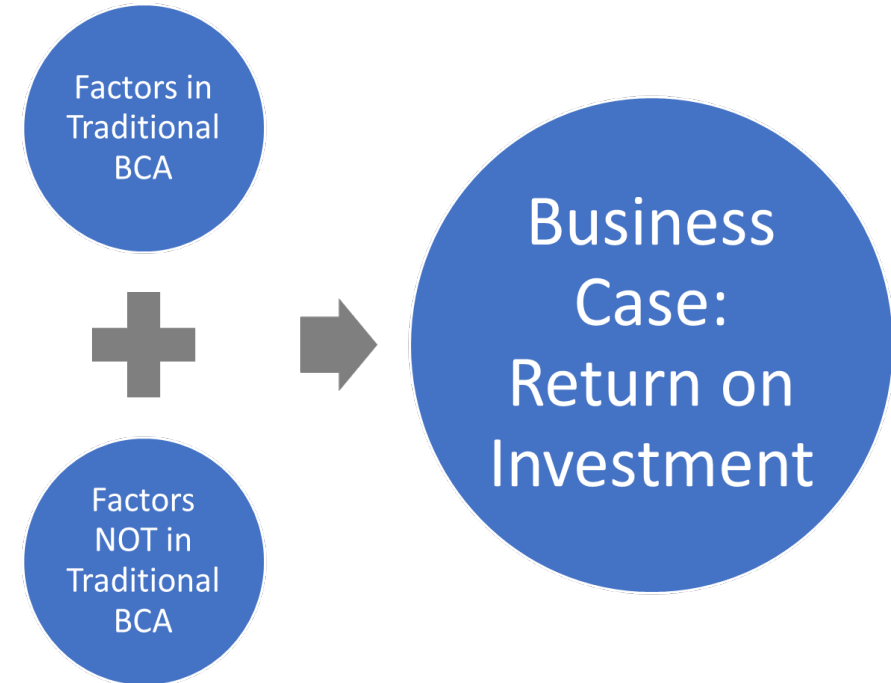 Factors in
Traditional
BCA
Factors
NOT in
Traditional
BCA
Business
Case:
Return on
Investment